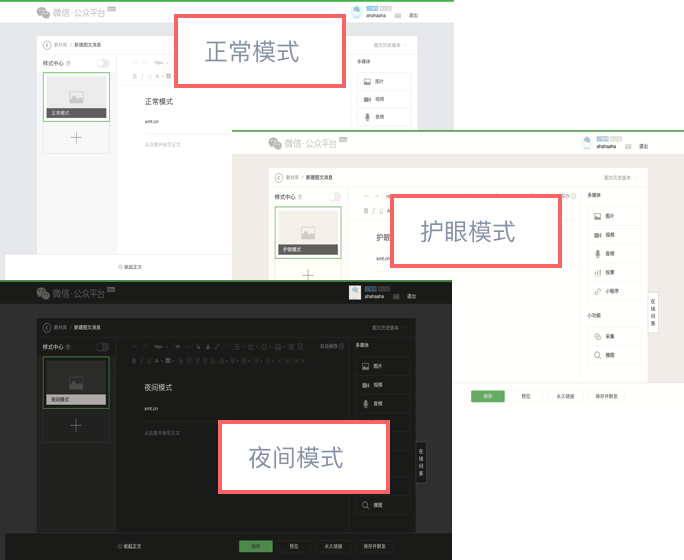 微信·公众平台
ahahaaha 退出
素材库 / 新建图文消息
图文历史版本
样式中心
多媒体
正常模式
正常模式
正常模式
xmt.cn
从这里开始写正文
图片
视频
音频
收起正文
微信·公众平台
ahahaaha 退出
素材库 / 新建图文消息
图文历史版本
样式中心
多媒体
护眼模式
护眼模式
护眼
xmt.cn
图片
视频
音频
投票
小程序
小功能
采集
搜图
在线问答
保存 预览 永久链接 保存并群发
微信·公众平台
ahahaaha 退出
素材库 / 新建图文消息
图文历史版本
样式中心
自动保存
多媒体
夜间模式
夜间模式
夜间模式
xmt.cn
从这里开始写正文
图片
视频
音频
搜图
在线问答
收起正文
保存 预览 永久链接 保存并群发